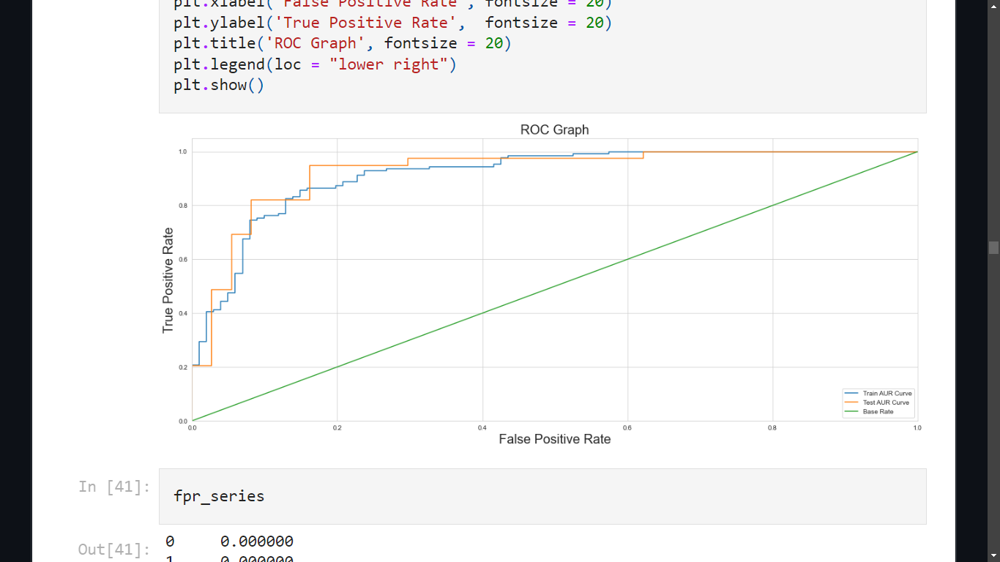 plt.xlabel('False Positive Rate', fontsize = 20)
plt.ylabel('True Positive Rate',  fontsize = 20)
plt.title('ROC Graph', fontsize = 20)
plt.legend(loc = "lower right")
plt.show()
ROC Graph
1.0
0.8
0.6
0.4
0.2
0.0
True Positive Rate
Train AUR Curve
Test AUR Curve
Base Rate
0.0 0.2 0.4 0.6 0.8 1.0
False Positive Rate
In [41]: fpr_series
Out[41]: 0     0.000000
1     0.000000